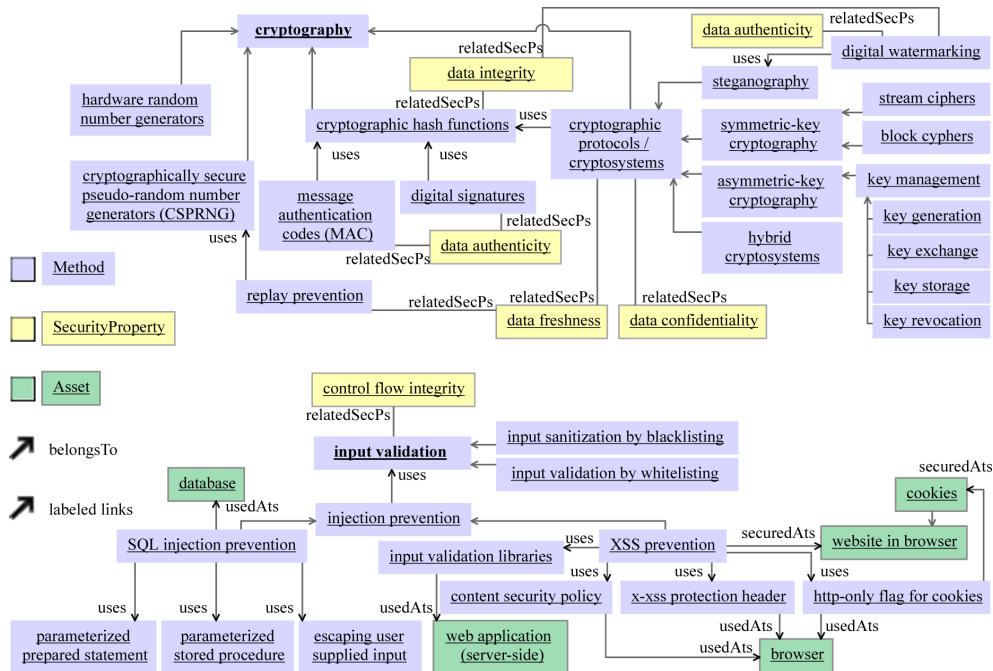 cryptography
relatedSecPs
data authenticity
relatedSecPs
digital watermarking
uses
data integrity
steganography
hardware random
number generators
relatedSecPs
stream ciphers
cryptographic hash functions
uses
cryptographic
protocols /
cryptosystems
symmetric-key
cryptography
block cyphers
uses
uses
cryptographically secure
pseudo-random number
generators (CSPRNG)
message
authentication
codes (MAC)
digital signatures
asymmetric-key
cryptography
key management
relatedSecPs
key generation
uses
data authenticity
relatedSecPs
hybrid
cryptosystems
key exchange
Method
key storage
replay prevention
relatedSecPs
relatedSecPs
relatedSecPs
data freshness
data confidentiality
key revocation
SecurityProperty
Asset
control flow integrity
relatedSecPs
input sanitization by blacklisting
belongsTo
input validation
input validation by whitelisting
uses
securedAts
database
cookies
labeled links
usedAts
injection prevention
SQL injection prevention
input validation libraries
uses
XSS prevention
securedAts
website in browser
uses
uses
uses
content security policy
x-xss protection header
http-only flag for cookies
uses
uses
uses
usedAts
usedAts
usedAts
parameterized
prepared statement
parameterized
stored procedure
escaping user
supplied input
web application
(server-side)
browser